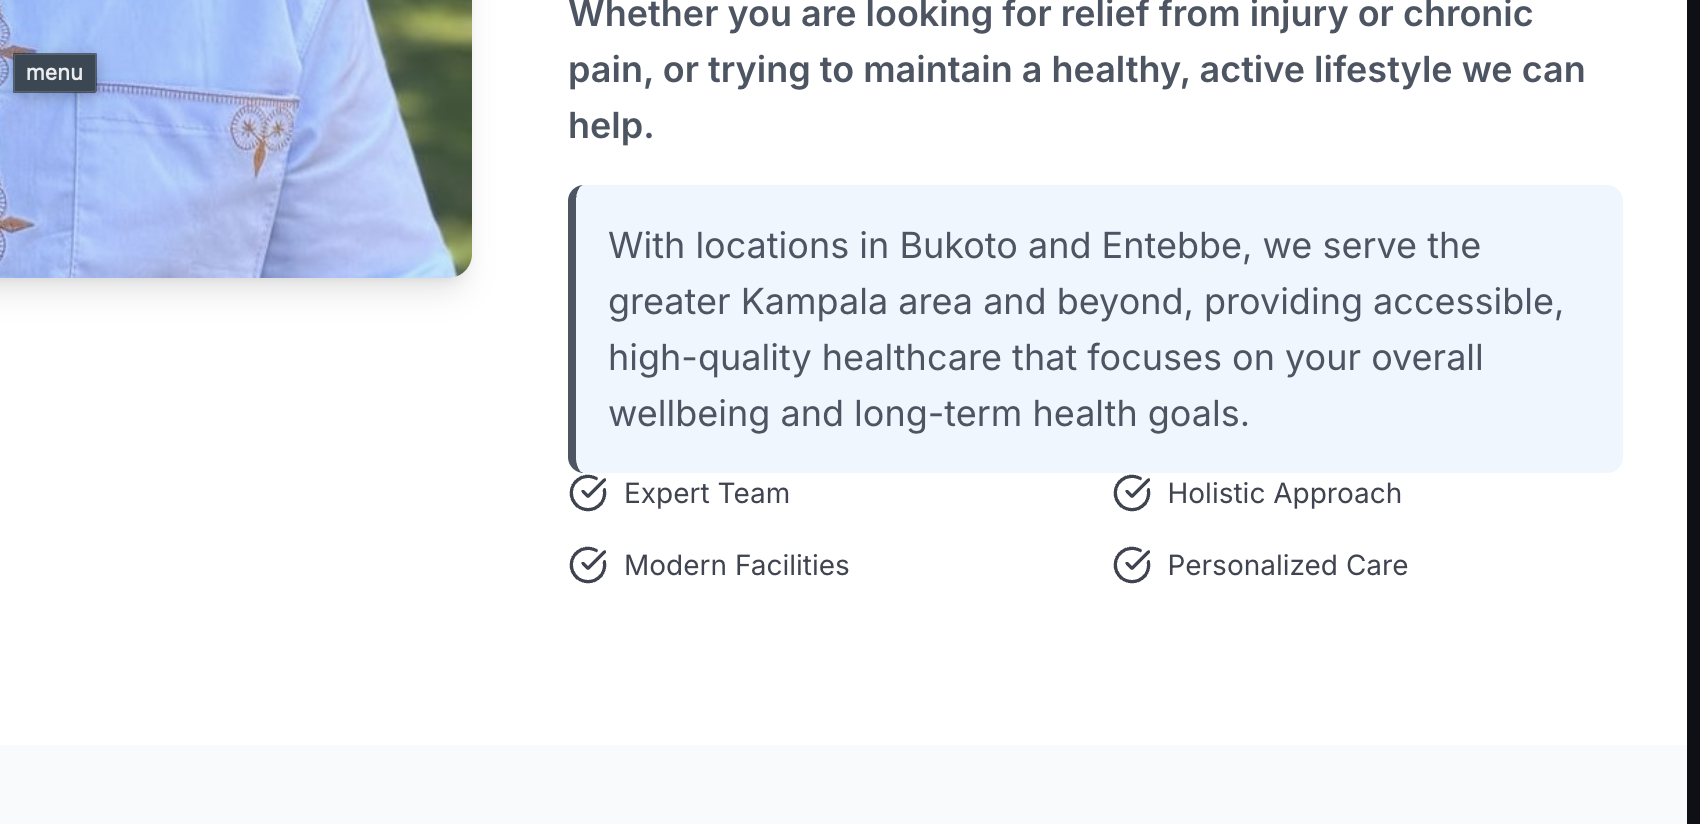 Whether you are looking for relief from injury or chronic
pain, or trying to maintain a healthy, active lifestyle we can
help.
menu
With locations in Bukoto and Entebbe, we serve the
greater Kampala area and beyond, providing accessible,
high-quality healthcare that focuses on your overall
wellbeing and long-term health goals.
Expert Team
Holistic Approach
Modern Facilities
Personalized Care